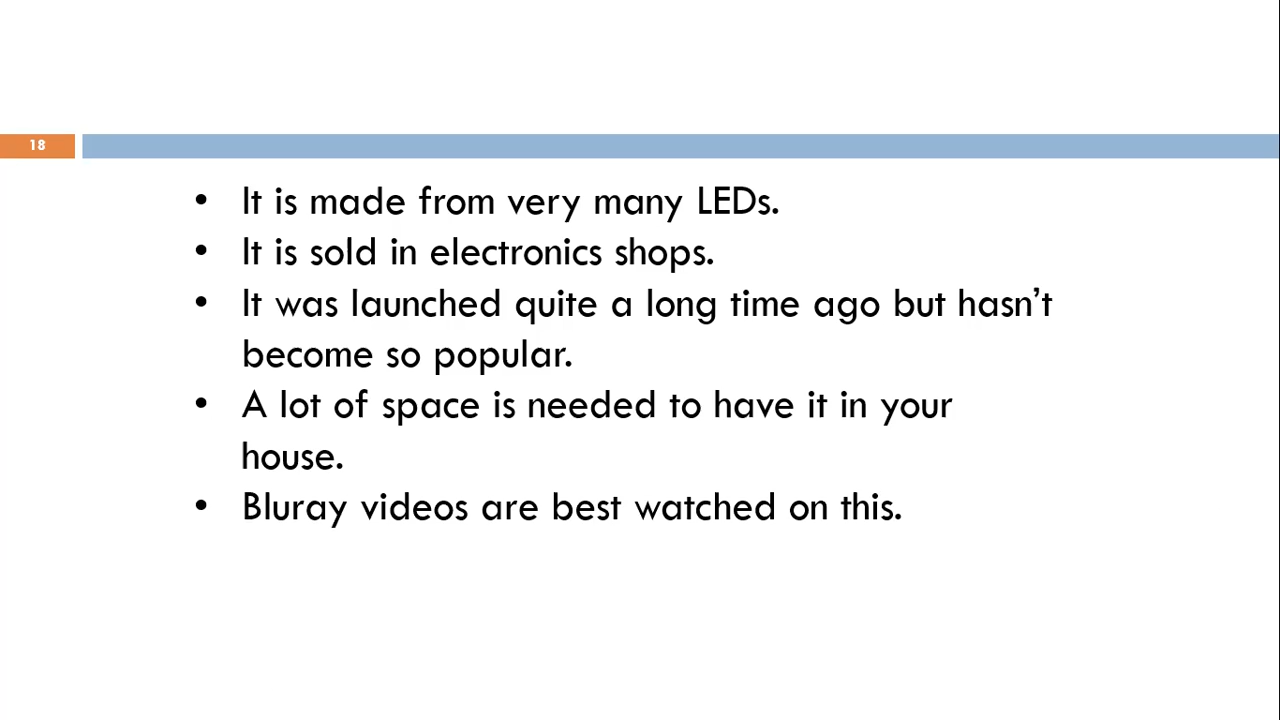 18
• It is made from very many LEDs.
• It is sold in electronics shops.
• It was launched quite a long time ago but hasn’t
become so popular.
• A lot of space is needed to have it in your
house.
• Bluray videos are best watched on this.